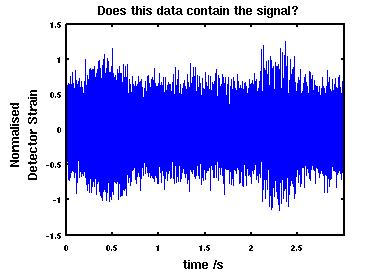 Does this data contain the signal?
1.5
1
0.5
0
-0.5
-1
-1.5
Normalised
Detector Strain
0 0.5 1 1.5 2 2.5
time /s